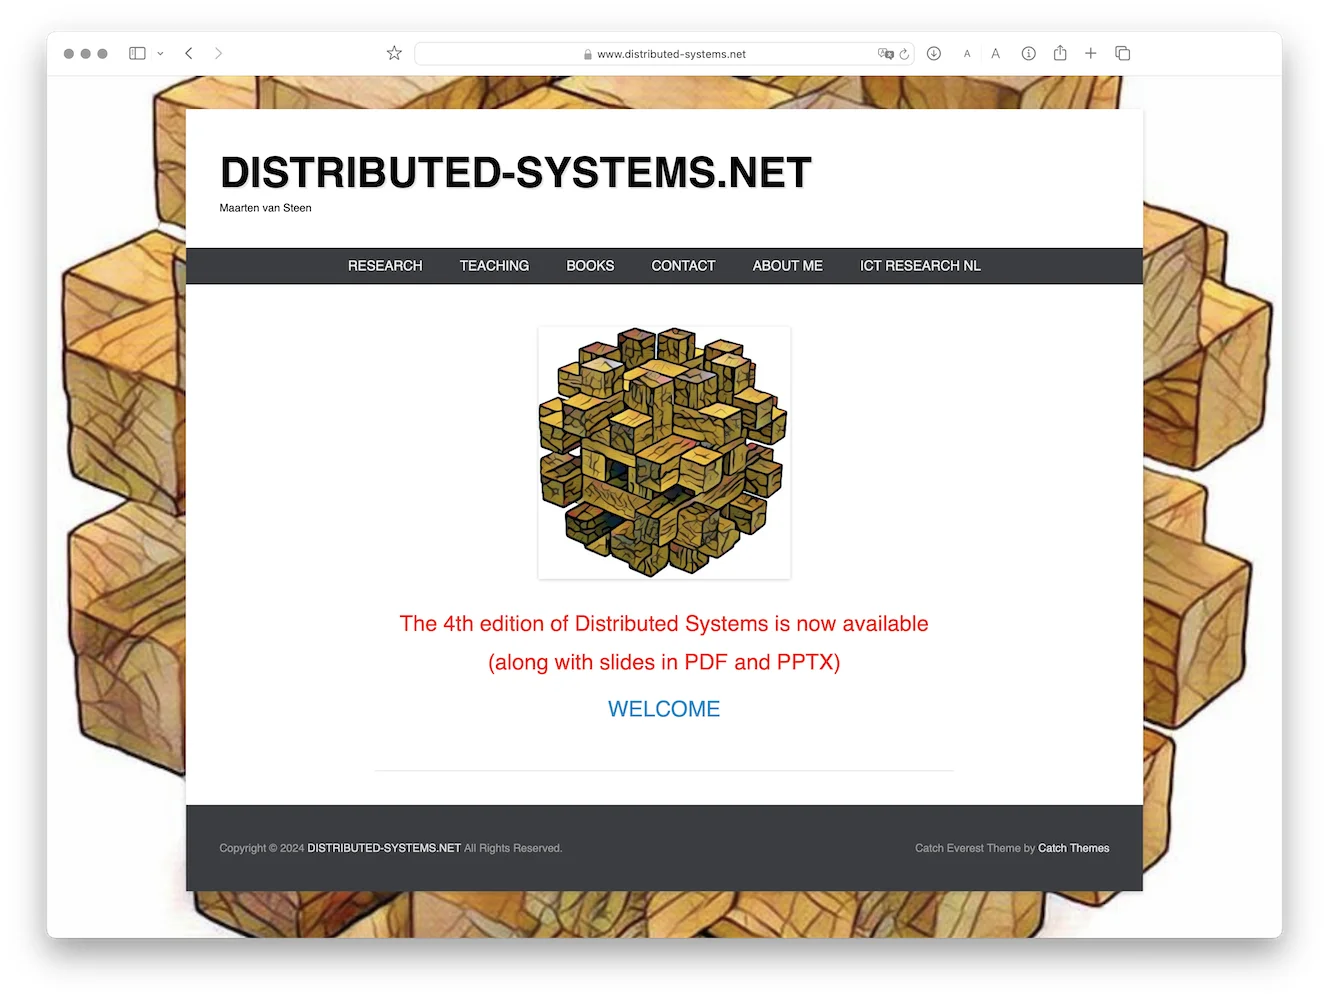 www.distributed-systems.net
A A
DISTRIBUTED-SYSTEMS.NET
Maarten van Steen
RESEARCH TEACHING BOOKS CONTACT ABOUT ME ICT RESEARCH NL
The 4th edition of Distributed Systems is now available
(along with slides in PDF and PPTX)
WELCOME
Copyright © 2024 DISTRIBUTED-SYSTEMS.NET All Rights Reserved.
Catch Everest Theme by Catch Themes